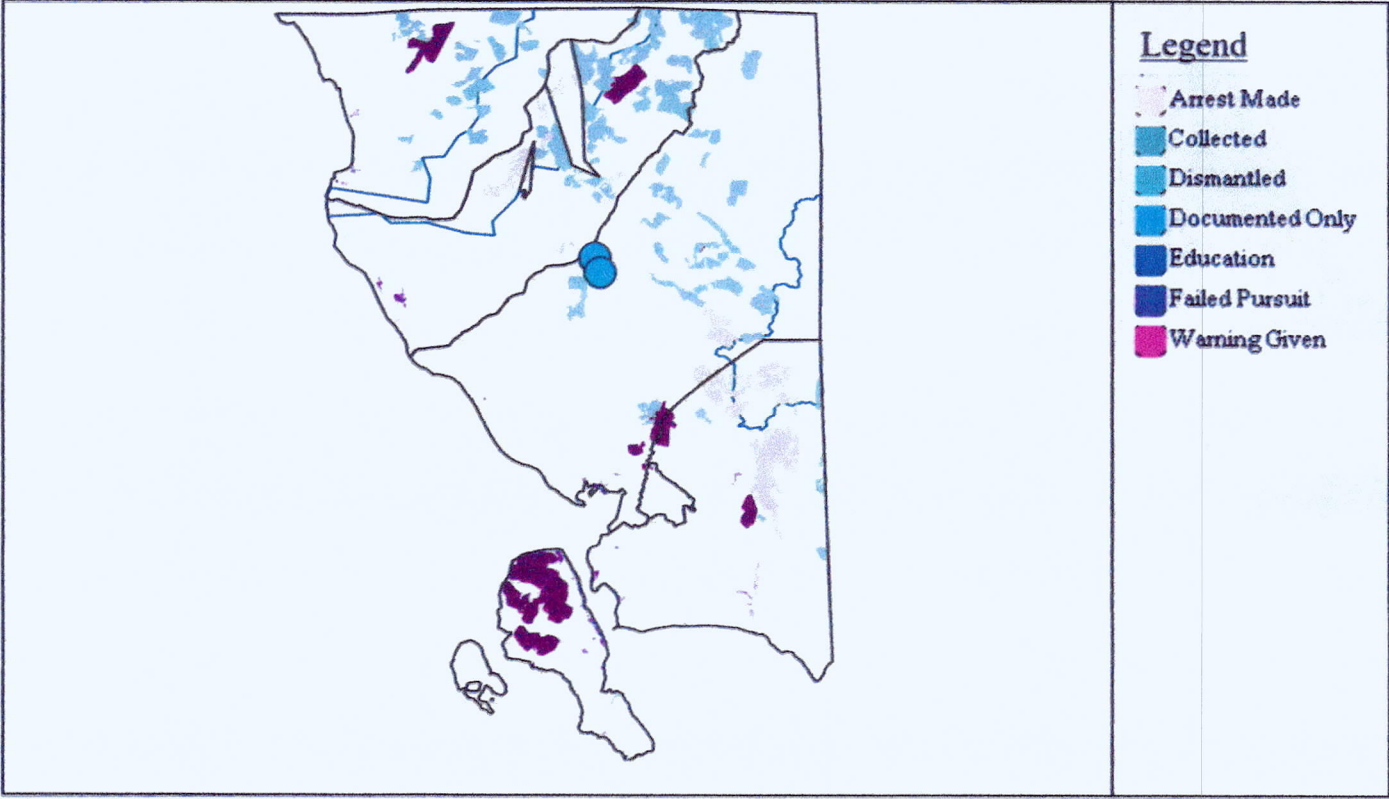 Legend
Arrest Made
Collected
Dismantled
Documented Only
Education
Failed Pursuit
Warning Given